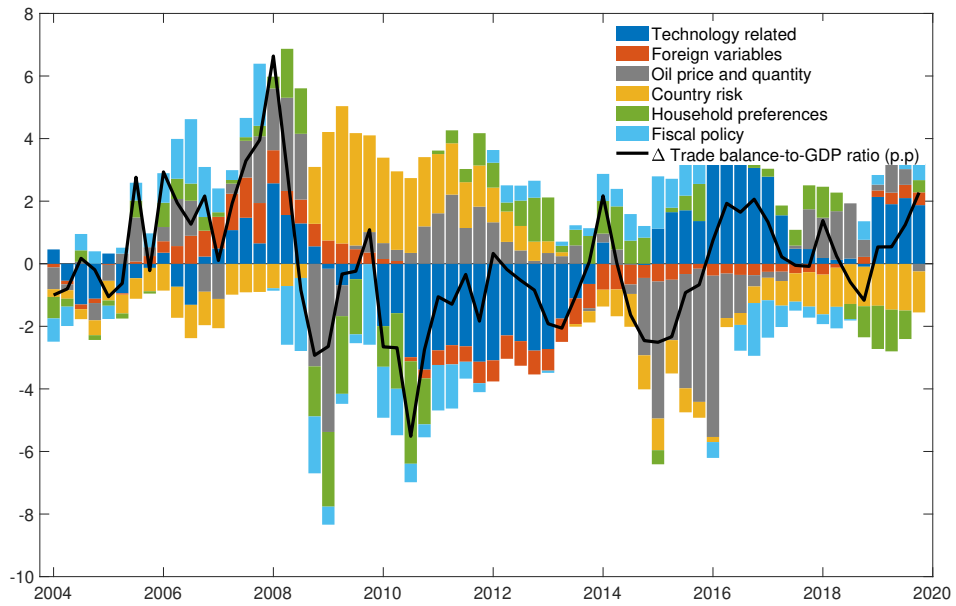 8
6
4
2
0
-2
-4
-6
-8
-10
2004 2006 2008 2010 2012 2014 2016 2018 2020
Technology related
Foreign variables
Oil price and quantity
Country risk
Household preferences
Fiscal policy
Δ Trade balance-to-GDP ratio (p.p)